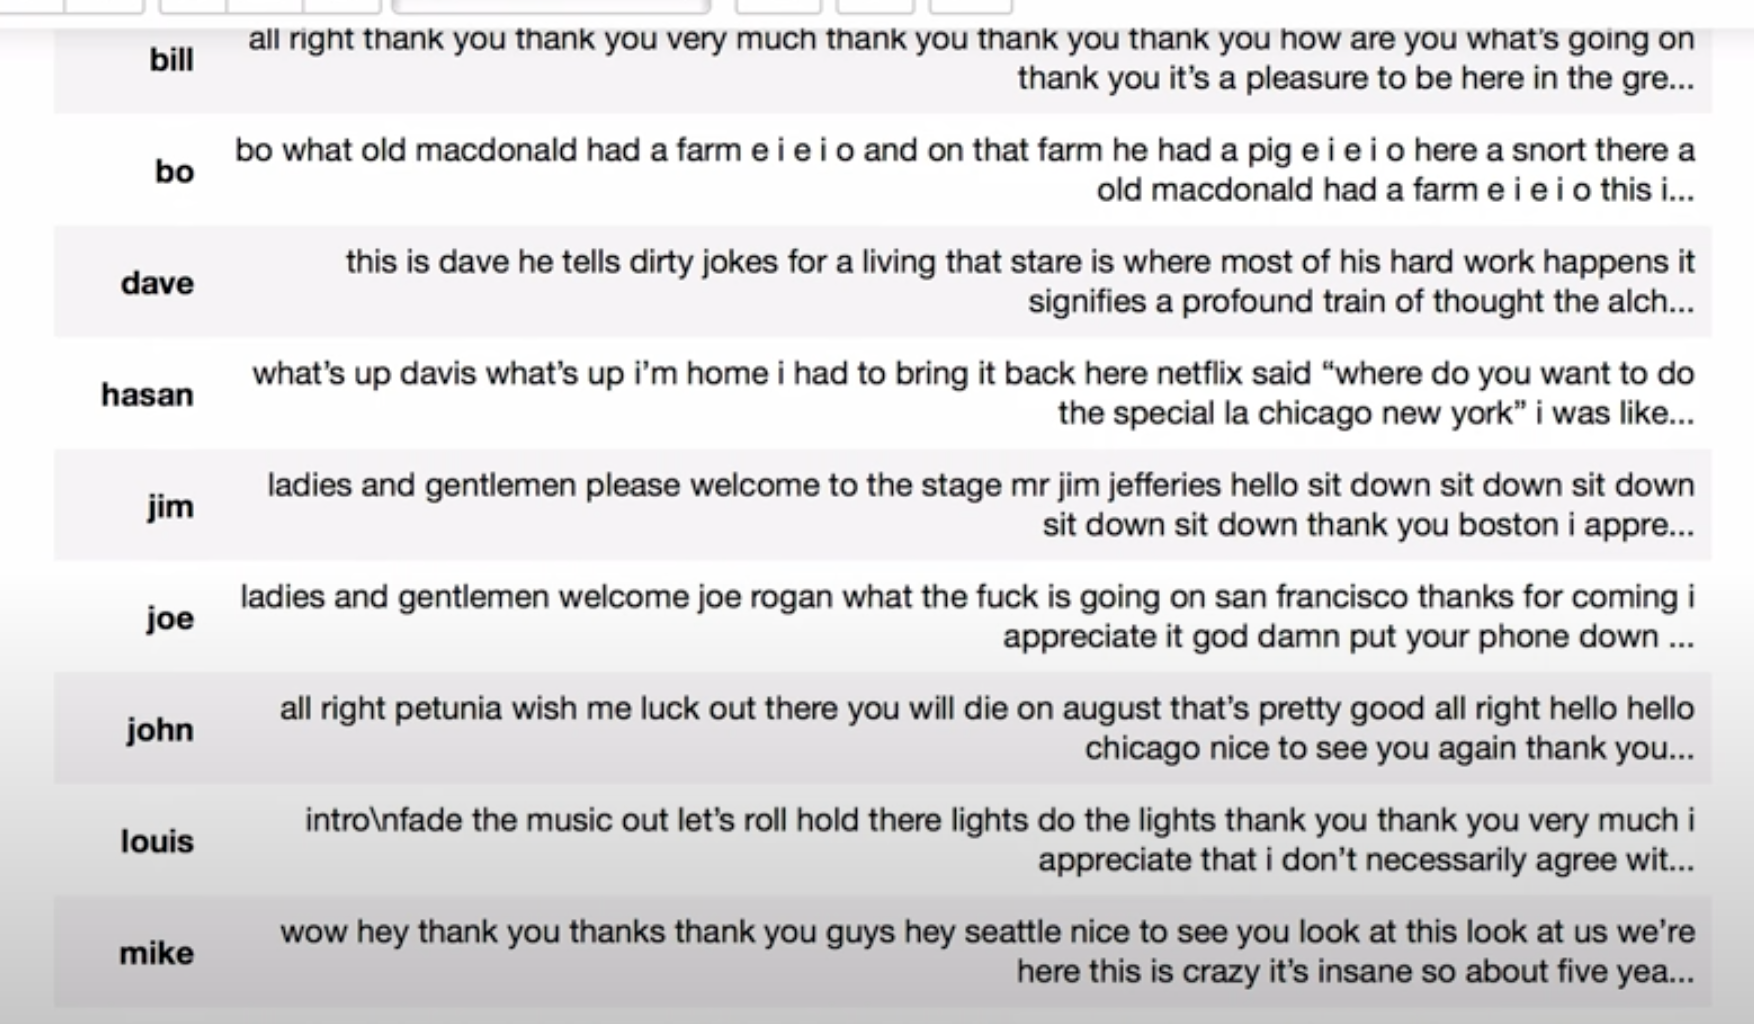 bill
all right thank you thank you very much thank you thank you thank you how are you what's going on
thank you it's a pleasure to be here in the gre...
bo
bo what old macdonald had a farm e i e i o and on that farm he had a pig e i e i o here a snort there a
old macdonald had a farm e i e i o this i...
dave
this is dave he tells dirty jokes for a living that stare is where most of his hard work happens it
signifies a profound train of thought the alch...
hasan
what’s up davis what’s up i’m home i had to bring it back here netflix said “where do you want to do
the special la chicago new york” i was like...
jim
ladies and gentlemen please welcome to the stage mr jim jefferies hello sit down sit down sit down
sit down sit down thank you boston i appre...
joe
ladies and gentlemen welcome joe rogan what the fuck is going on san francisco thanks for coming i
appreciate it god damn put your phone down ...
john
all right petunia wish me luck out there you will die on august that’s pretty good all right hello hello
chicago nice to see you again thank you...
louis
intro\nfade the music out let’s roll hold there lights do the lights thank you thank you very much i
appreciate that i don’t necessarily agree wit...
mike
wow hey thank you thanks thank you guys hey seattle nice to see you look at this look at us we’re
here this is crazy it’s insane so about five yea...